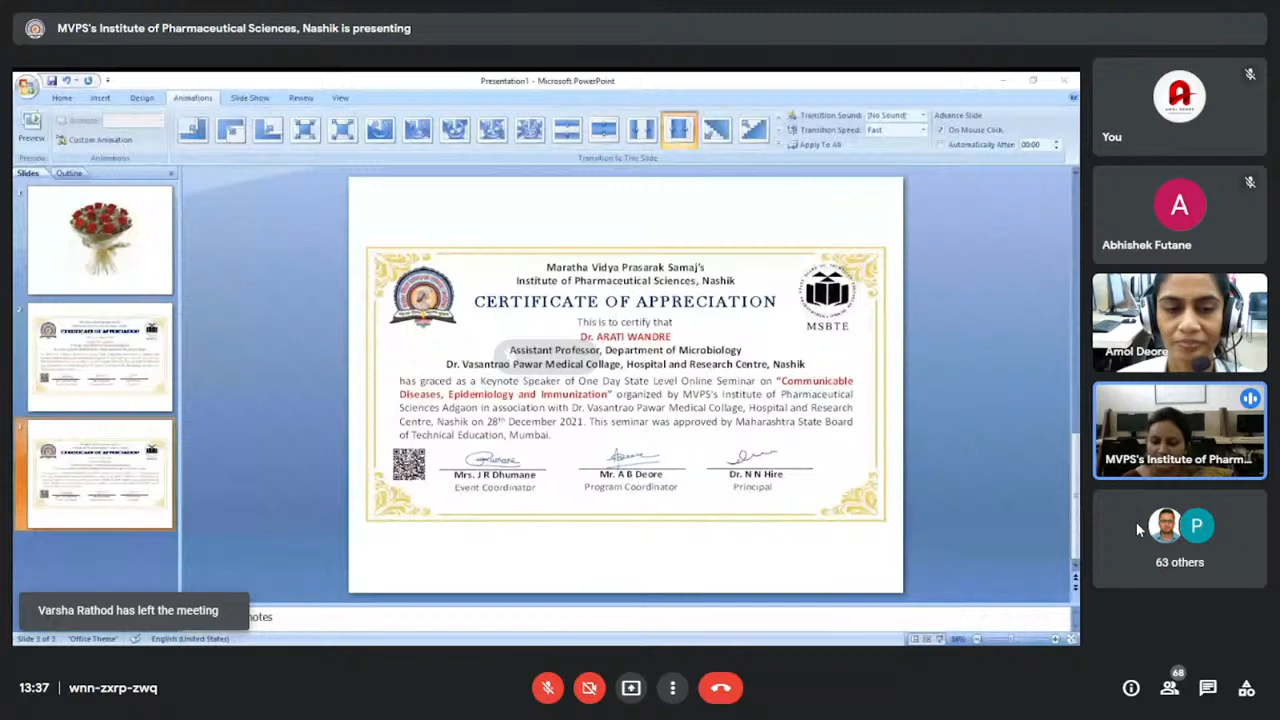 MVPS's Institute of Pharmaceutical Sciences, Nashik is presenting
Presentation1 - Microsoft PowerPoint
Home Insert Design Animations Slide Show Review View
Preview
Custom Animation
Preview
Animations
Transition To This Slide
Transition Sound: [No Sound]
Transition Speed: Fast
Apply To All
Advance Slide
On Mouse Click
Automatically After: 00:00
Slides Outline
Maratha Vidya Prasarak Samaj's
Institute of Pharmaceutical Sciences, Nashik
CERTIFICATE OF APPRECIATION
MSBTE
This is to certify that
Dr. ARATI WANDRE
Assistant Professor, Department of Microbiology
Dr. Vasantrao Pawar Medical Collage, Hospital and Research Centre, Nashik
has graced as a Keynote Speaker of One Day State Level Online Seminar on "Communicable
Diseases, Epidemiology and Immunization" organized by MVPS's Institute of Pharmaceutical
Sciences Adgaon in association with Dr. Vasantrao Pawar Medical Collage, Hospital and Research
Centre, Nashik on 28th December 2021. This seminar was approved by Maharashtra State Board
of Technical Education, Mumbai.
Mrs. J R Dhumane
Event Coordinator
Mr. A B Deore
Program Coordinator
Dr. N N Hire
Principal
CERTIFICATE OF APPRECIATION
CERTIFICATE OF APPRECIATION
Varsha Rathod has left the meeting
notes
Slide 3 of 3 "Office Theme" English (United States)
You
A
Abhishek Futane
Amol Deore
MVPS's Institute of Pharm...
P
63 others
13:37 | wnn-zxrp-zwq
68